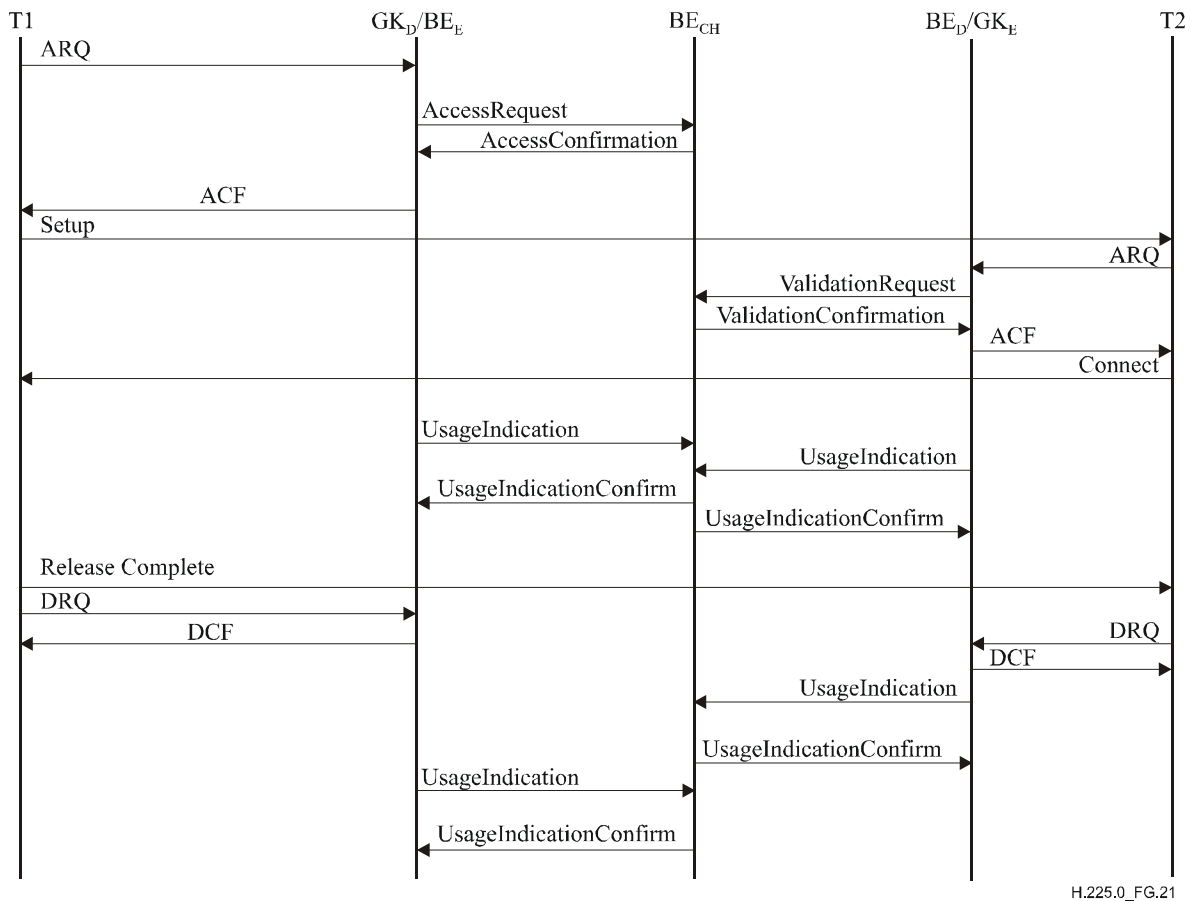 T1 GKD/BEE BECH BED/GKE T2
ARQ
AccessRequest
AccessConfirmation
ACF
Setup
ARQ
ValidationRequest
ValidationConfirmation
ACF
Connect
UsageIndication
UsageIndication
UsageIndicationConfirm
UsageIndicationConfirm
Release Complete
DRQ
DCF DRQ
DCF
UsageIndication
UsageIndicationConfirm
UsageIndication
UsageIndicationConfirm
H.225.0_FG.21